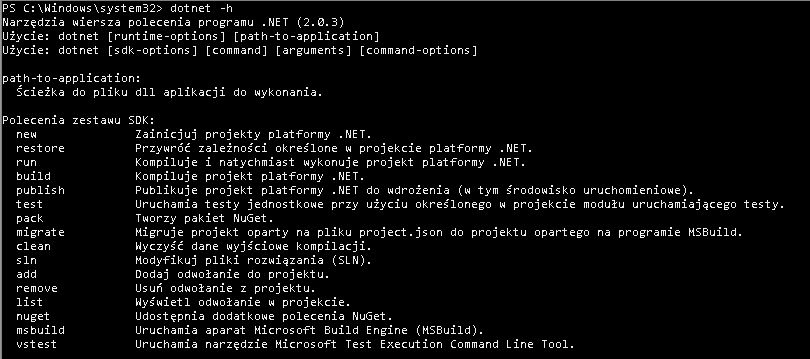 PS C:\Windows\system32> dotnet -h
Narzędzia wiersza polecenia programu .NET (2.0.3)
Użycie: dotnet [runtime-options] [path-to-application]
Użycie: dotnet [sdk-options] [command] [arguments] [command-options]
path-to-application:
Ścieżka do pliku dll aplikacji do wykonania.
Polecenia zestawu SDK:
new Zainicjuj projekty platformy .NET.
restore Przywróć zależności określone w projekcie platformy .NET.
run Kompiluje i natychmiast wykonuje projekt platformy .NET.
build Kompiluje projekt platformy .NET.
publish Publikuje projekt platformy .NET do wdrożenia (w tym środowisko uruchomieniowe).
test Uruchamia testy jednostkowe przy użyciu określonego w projekcie modułu uruchamiającego testy.
pack Tworzy pakiet NuGet.
migrate Migruje projekt oparty na pliku project.json do projektu opartego na programie MSBuild.
clean Wyczyść dane wyjściowe kompilacji.
sln Modyfikuj pliki rozwiązania (SLN).
add Dodaj odwołanie do projektu.
remove Usuń odwołanie z projektu.
list Wyświetl odwołanie w projekcie.
nuget Udostępnia dodatkowe polecenia NuGet.
msbuild Uruchamia aparat Microsoft Build Engine (MSBuild).
vstest Uruchamia narzędzie Microsoft Test Execution Command Line Tool.